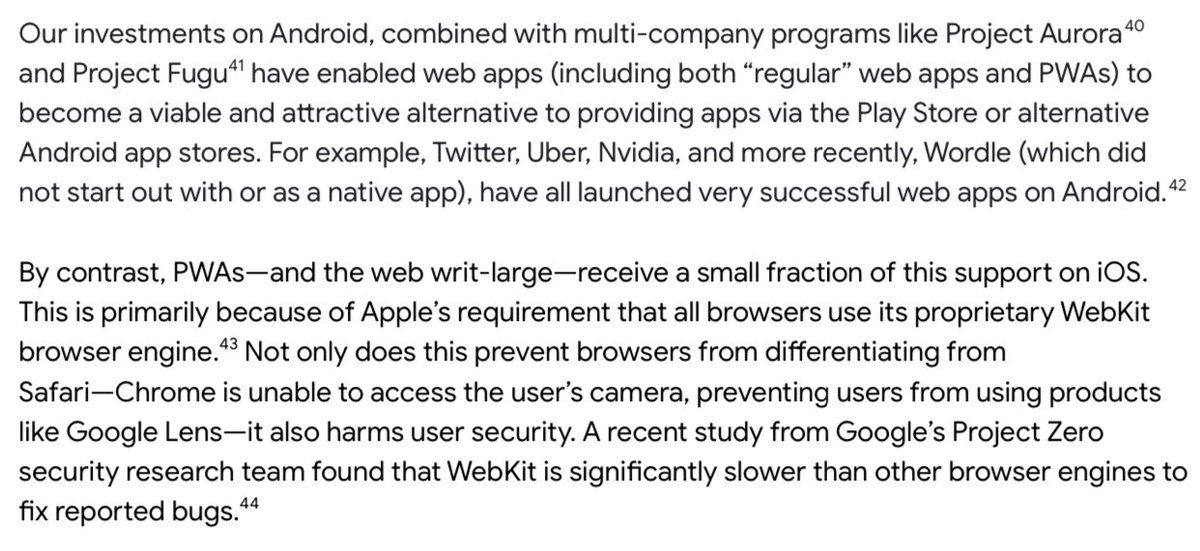 Our investments on Android, combined with multi-company programs like Project Aurora⁴⁰
and Project Fugu⁴¹ have enabled web apps (including both “regular” web apps and PWAs) to
become a viable and attractive alternative to providing apps via the Play Store or alternative
Android app stores. For example, Twitter, Uber, Nvidia, and more recently, Wordle (which did
not start out with or as a native app), have all launched very successful web apps on Android.⁴²
By contrast, PWAs—and the web writ-large—receive a small fraction of this support on iOS.
This is primarily because of Apple’s requirement that all browsers use its proprietary WebKit
browser engine.⁴³ Not only does this prevent browsers from differentiating from
Safari—Chrome is unable to access the user’s camera, preventing users from using products
like Google Lens—it also harms user security. A recent study from Google’s Project Zero
security research team found that WebKit is significantly slower than other browser engines to
fix reported bugs.⁴⁴